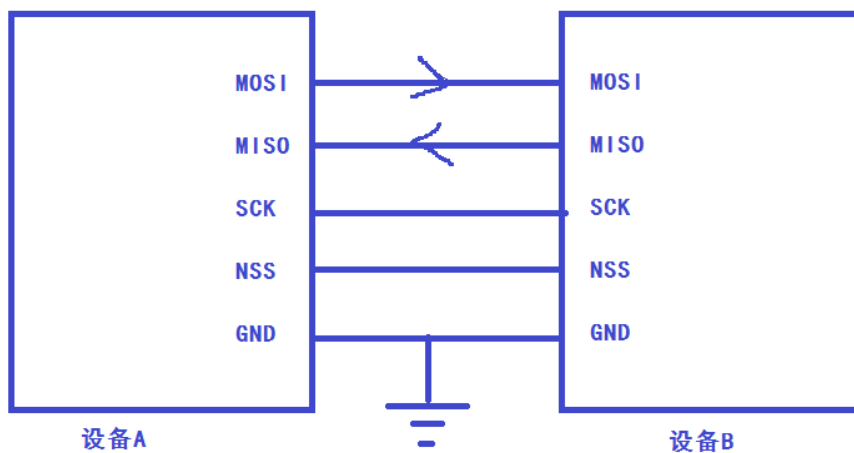 MOSI MOSI
MISO MISO
SCK SCK
NSS NSS
GND GND
设备A 设备B